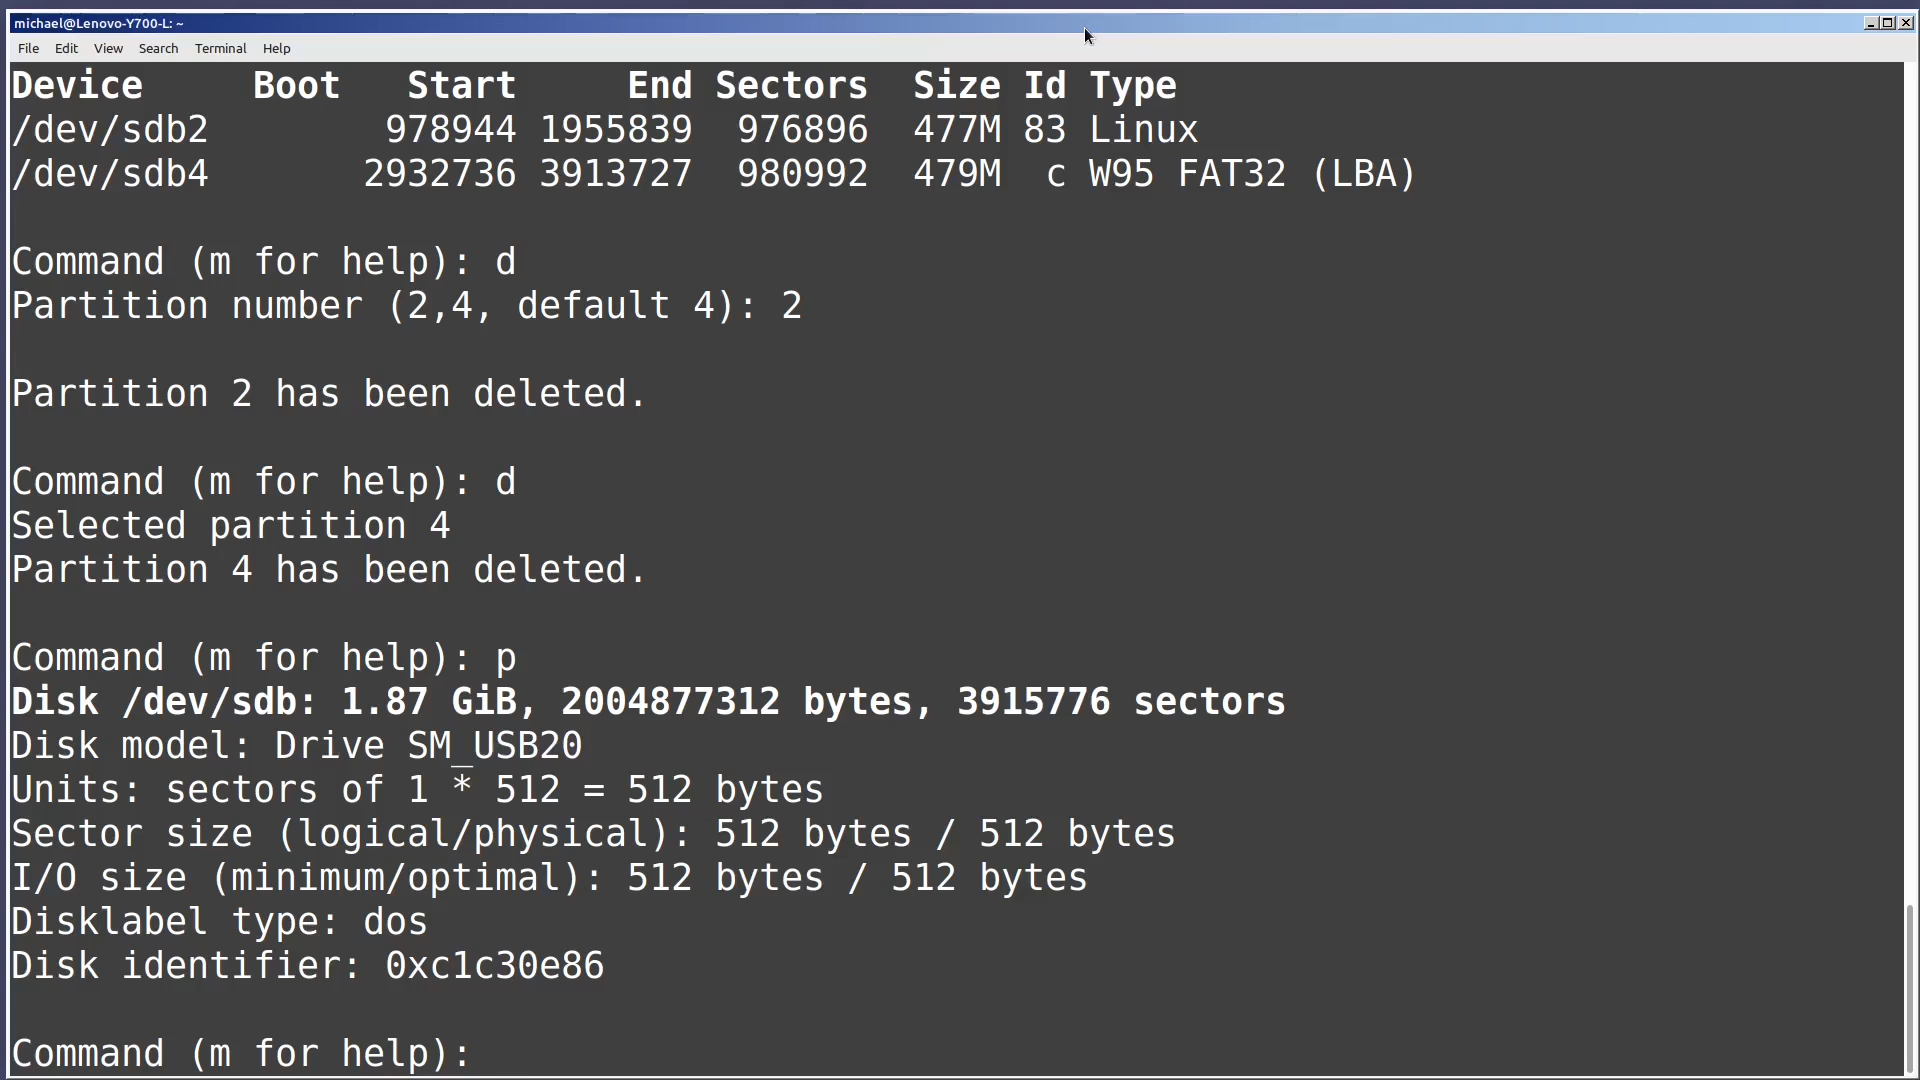 michael@Lenovo-Y700-L: ~
File Edit View Search Terminal Help
Device     Boot   Start     End Sectors  Size Id Type
/dev/sdb2        978944 1955839  976896  477M 83 Linux
/dev/sdb4       2932736 3913727  980992  479M  c W95 FAT32 (LBA)
Command (m for help): d
Partition number (2,4, default 4): 2
Partition 2 has been deleted.
Command (m for help): d
Selected partition 4
Partition 4 has been deleted.
Command (m for help): p
Disk /dev/sdb: 1.87 GiB, 2004877312 bytes, 3915776 sectors
Disk model: Drive SM_USB20
Units: sectors of 1 * 512 = 512 bytes
Sector size (logical/physical): 512 bytes / 512 bytes
I/O size (minimum/optimal): 512 bytes / 512 bytes
Disklabel type: dos
Disk identifier: 0xc1c30e86
Command (m for help):